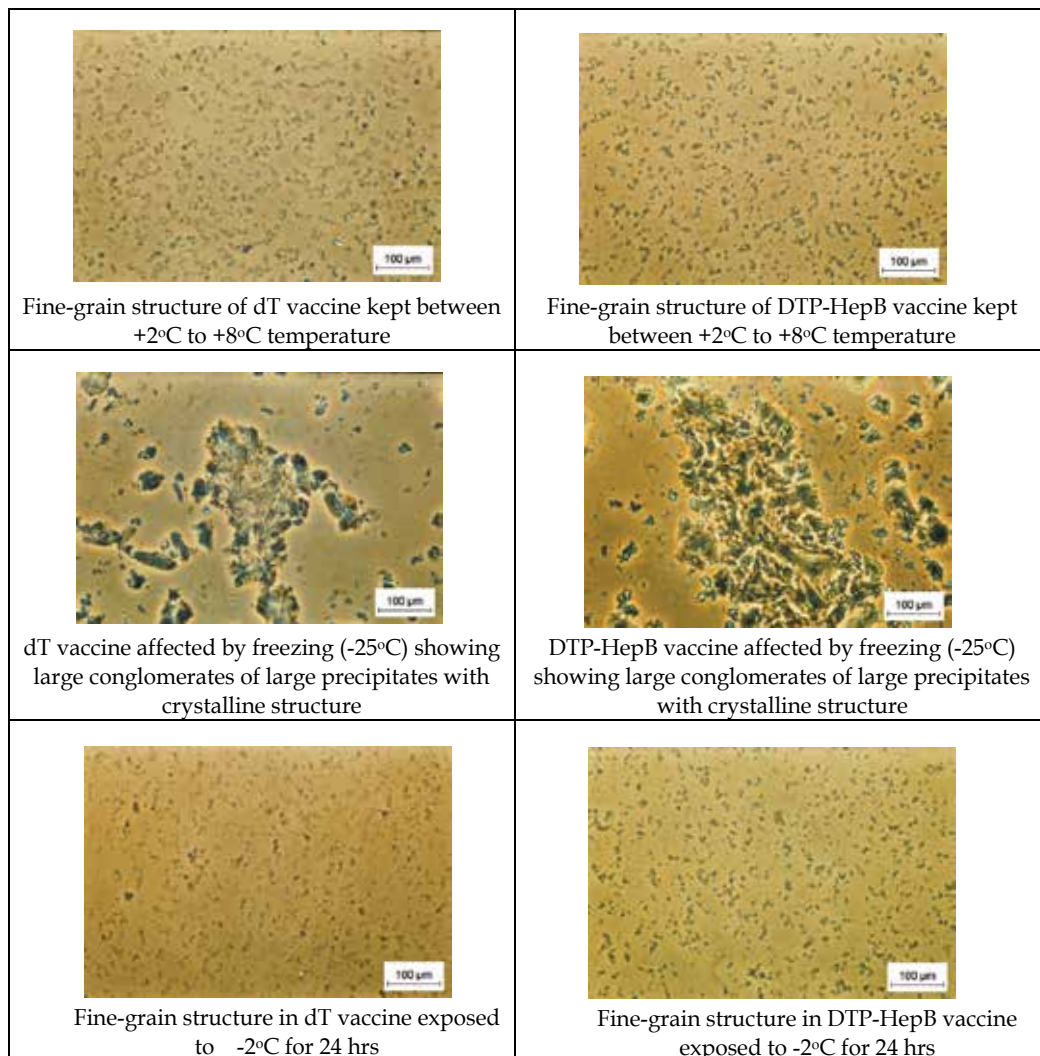 100 µm
100 µm
Fine-grain structure of dT vaccine kept between
+2ºC to +8ºC temperature
Fine-grain structure of DTP-HepB vaccine kept
between +2ºC to +8ºC temperature
100 µm
100 µm
dT vaccine affected by freezing (-25ºC) showing
large conglomerates of large precipitates with
crystalline structure
DTP-HepB vaccine affected by freezing (-25ºC)
showing large conglomerates of large precipitates
with crystalline structure
100 µm
100 µm
Fine-grain structure in dT vaccine exposed
to -2ºC for 24 hrs
Fine-grain structure in DTP-HepB vaccine
exposed to -2ºC for 24 hrs